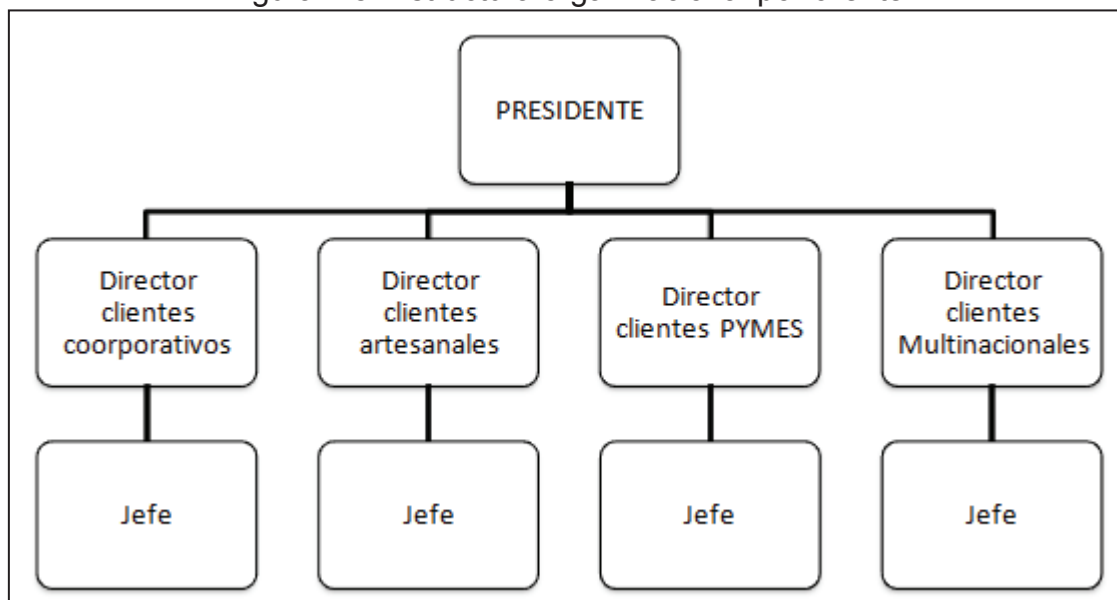 PRESIDENTE
Director
clientes
coorporativos
Director
clientes
artesanales
Director
clientes PYMES
Director
clientes
Multinacionales
Jefe
Jefe
Jefe
Jefe